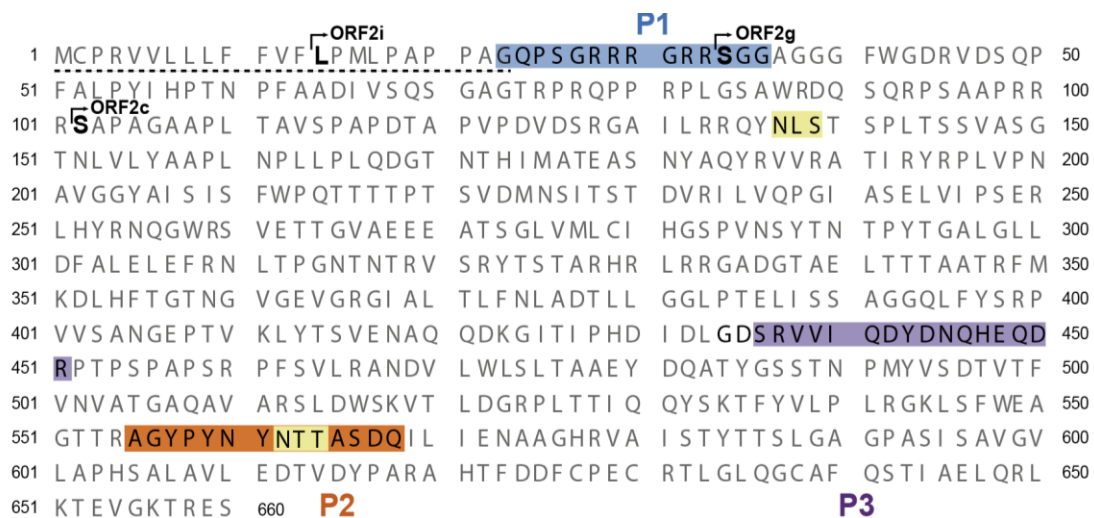 P1
ORF2i ORF2g
1 MCPRVVLLLF FVFLPMLPAP PAGQPSGRRR GRRSGGAGGG FWGDRVDSQP 50
51 FALPYIHPTN PFAADIVSQS GAGTRPRQPP RPLGSAWRDQ SQRPSAAPRR 100
ORF2c
101 RSAPAGAAPL TAVSPAPDTA PVPDVDSRGA ILRRQYNLST SPLTSSVASG 150
151 TNLVLYAAPL NPLLPLQDGT NTHIMATEAS NYAQYRVVRA TIRYRPLVPN 200
201 AVGGYAISIS FWPQTTTTPT SVDMNSITST DVRILVQPGI ASELVIPSER 250
251 LHYRNQGWRS VETTGVAEEE ATSGLVMLCI HGSPVNSYTN TPYTGALGLL 300
301 DFALELEFRN LTPGNTNTRV SRYTSTARHR LRRGADGTAE LTTTAATRFM 350
351 KDLHFTGTNG VGEVGRGIAL TLFNLADTLL GGLPTELISS AGGQLFYSRP 400
401 VVSANGEPTV KLYTSVENAQ QDKGITIPHD IDLGDSRVVI QDYDNQHEQD 450
451 RPTPSPAPSR PFSVLRANDV LWLSLTAAEY DQATYGSSTN PMYVSDTVTF 500
501 VNVATGAQAV ARSLDWSKVT LDGRPLTTIQ QYSKTFYVLP LRGKLSFWEA 550
551 GTTRAGYPYN YNTTASDQIL IENAAGHRVA ISTYTTSLGA GPASISAVGV 600
601 LAPHSALAVL EDTVDYPARA HTFDDFCPEC RTLGLQGCAF QSTIAELQRL 650
651 KTEVGKTRES 660 P2 P3